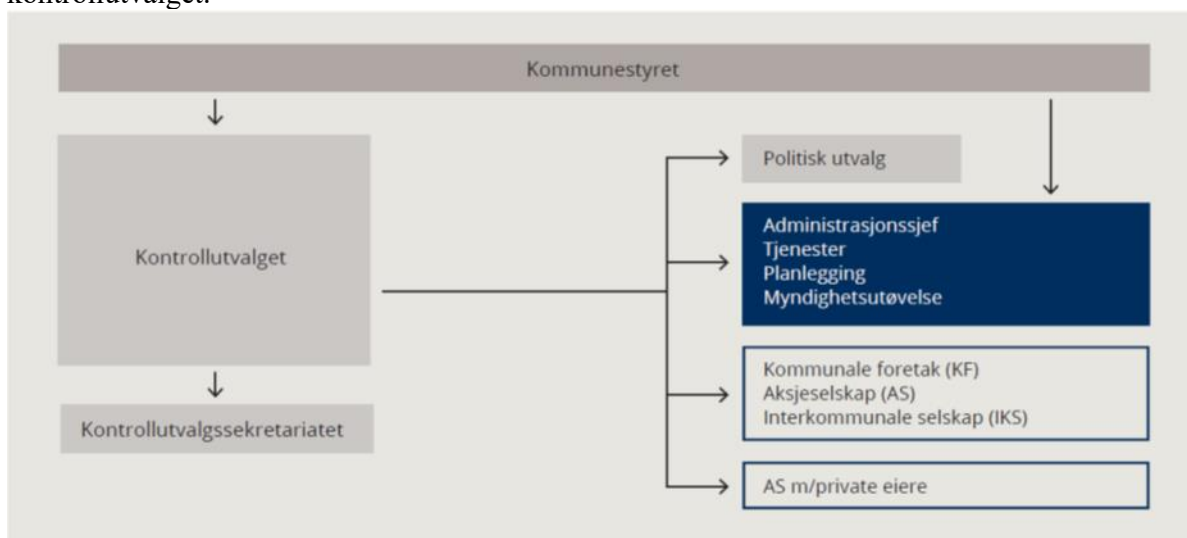 kontrollutvalget.
Kommunestyret
Kontrollutvalget
Kontrollutvalgssekretariatet
Politisk utvalg
Administrasjonssjef
Tjenester
Planlegging
Myndighetsutøvelse
Kommunale foretak (KF)
Aksjeselskap (AS)
Interkommunale selskap (IKS)
AS m/private eiere